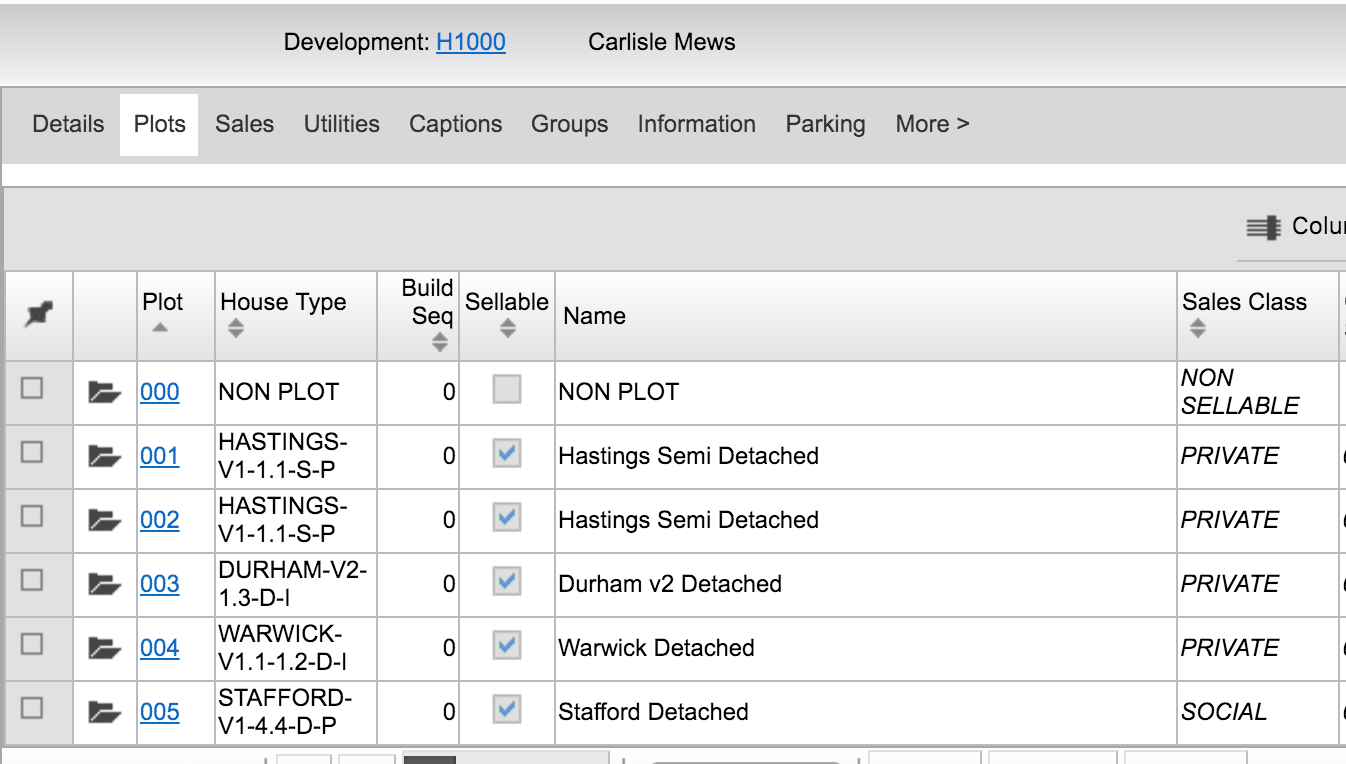 Development: H1000 Carlisle Mews
Details Plots Sales Utilities Captions Groups Information Parking More >
Plot House Type Build Seq Sellable Name Sales Class
000 NON PLOT 0 NON PLOT NON SELLABLE
001 HASTINGS-V1-1.1-S-P 0 Hastings Semi Detached PRIVATE
002 HASTINGS-V1-1.1-S-P 0 Hastings Semi Detached PRIVATE
003 DURHAM-V2-1.3-D-I 0 Durham v2 Detached PRIVATE
004 WARWICK-V1.1-1.2-D-I 0 Warwick Detached PRIVATE
005 STAFFORD-V1-4.4-D-P 0 Stafford Detached SOCIAL